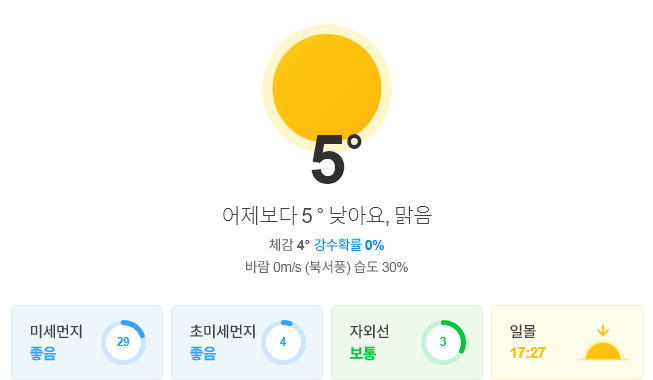 5°
어제보다 5° 낮아요, 맑음
체감 4° 강수확률 0%
바람 0m/s (북서풍) 습도 30%
미세먼지
좋음
29
초미세먼지
좋음
4
자외선
보통
3
일몰
17:27